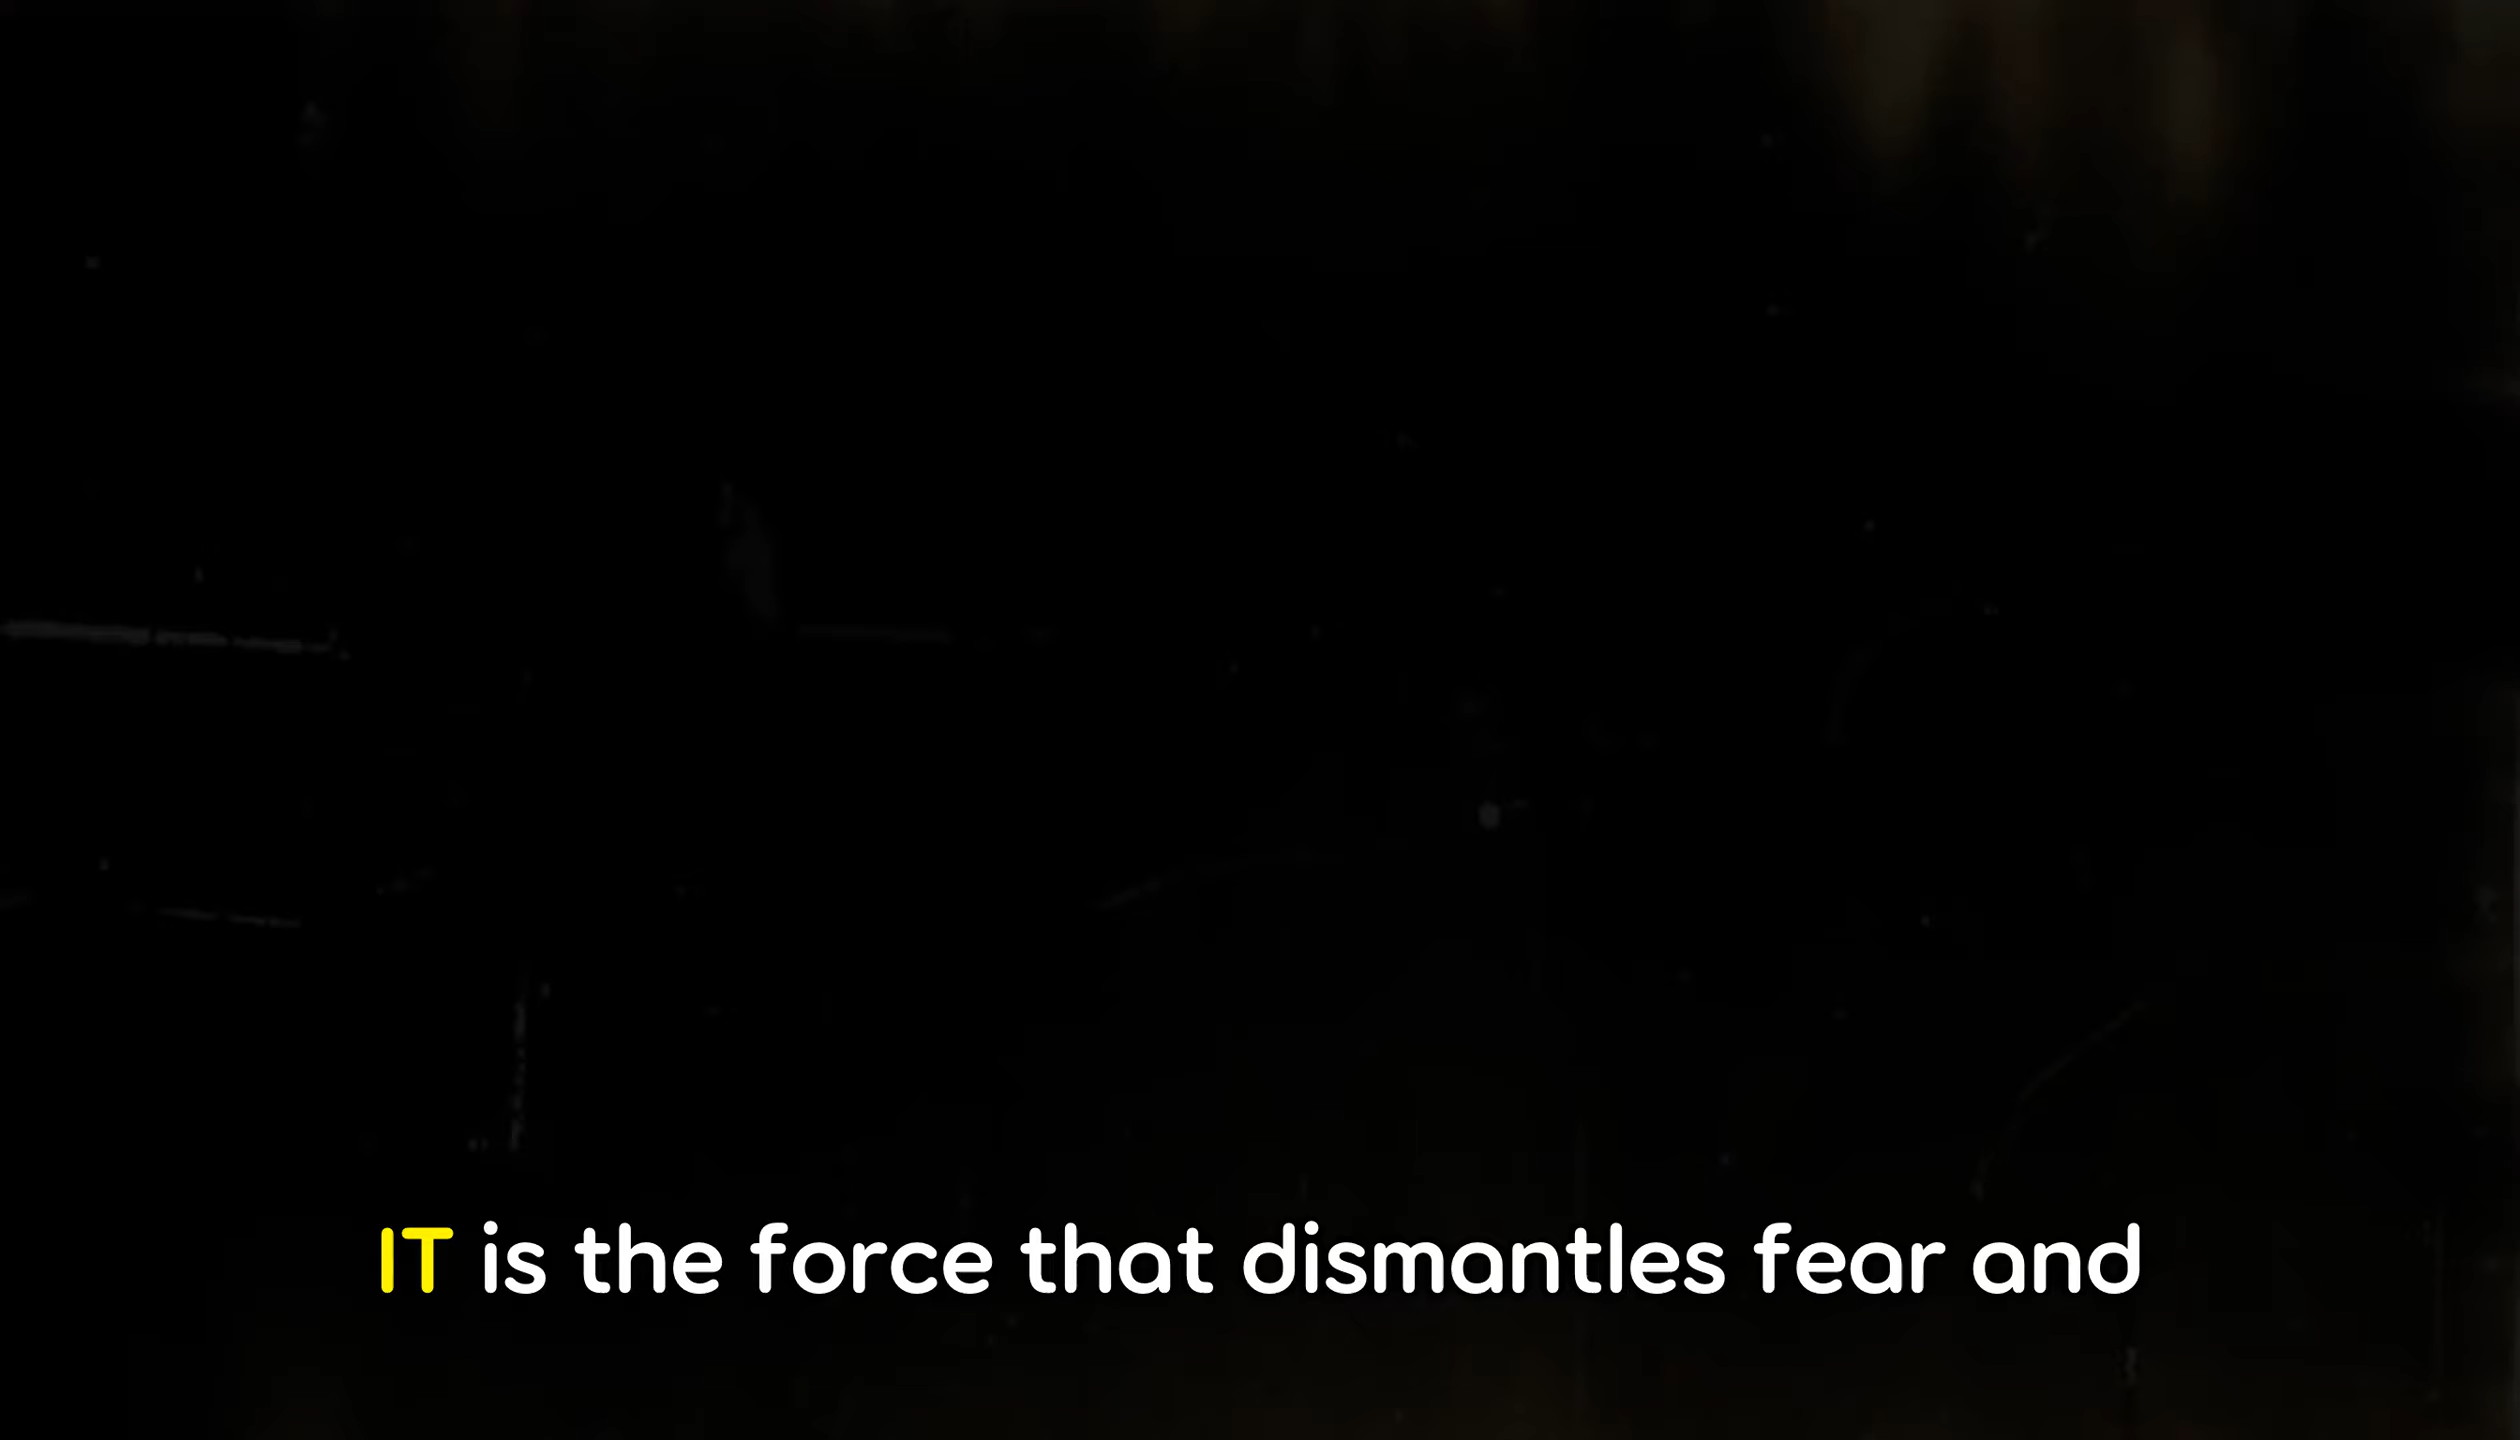 IT is the force that dismantles fear and